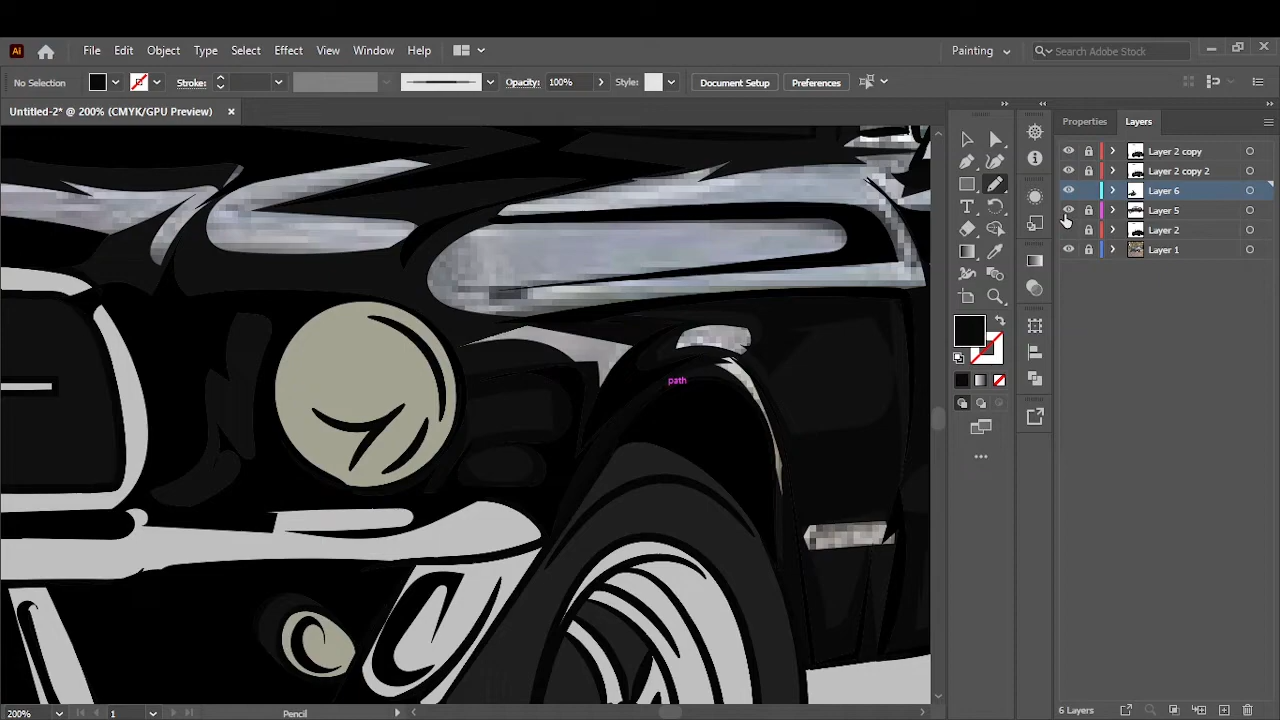 Ai File Edit Object Type Select Effect View Window Help Painting Search Adobe Stock
No Selection Stroke: Opacity: 100% Style: Document Setup Preferences
Untitled-2* @ 200% (CMYK/GPU Preview) × Properties Layers
Layer 2 copy
Layer 2 copy 2
Layer 6
Layer 5
Layer 2
Layer 1
path
200% 1 Pencil 6 Layers